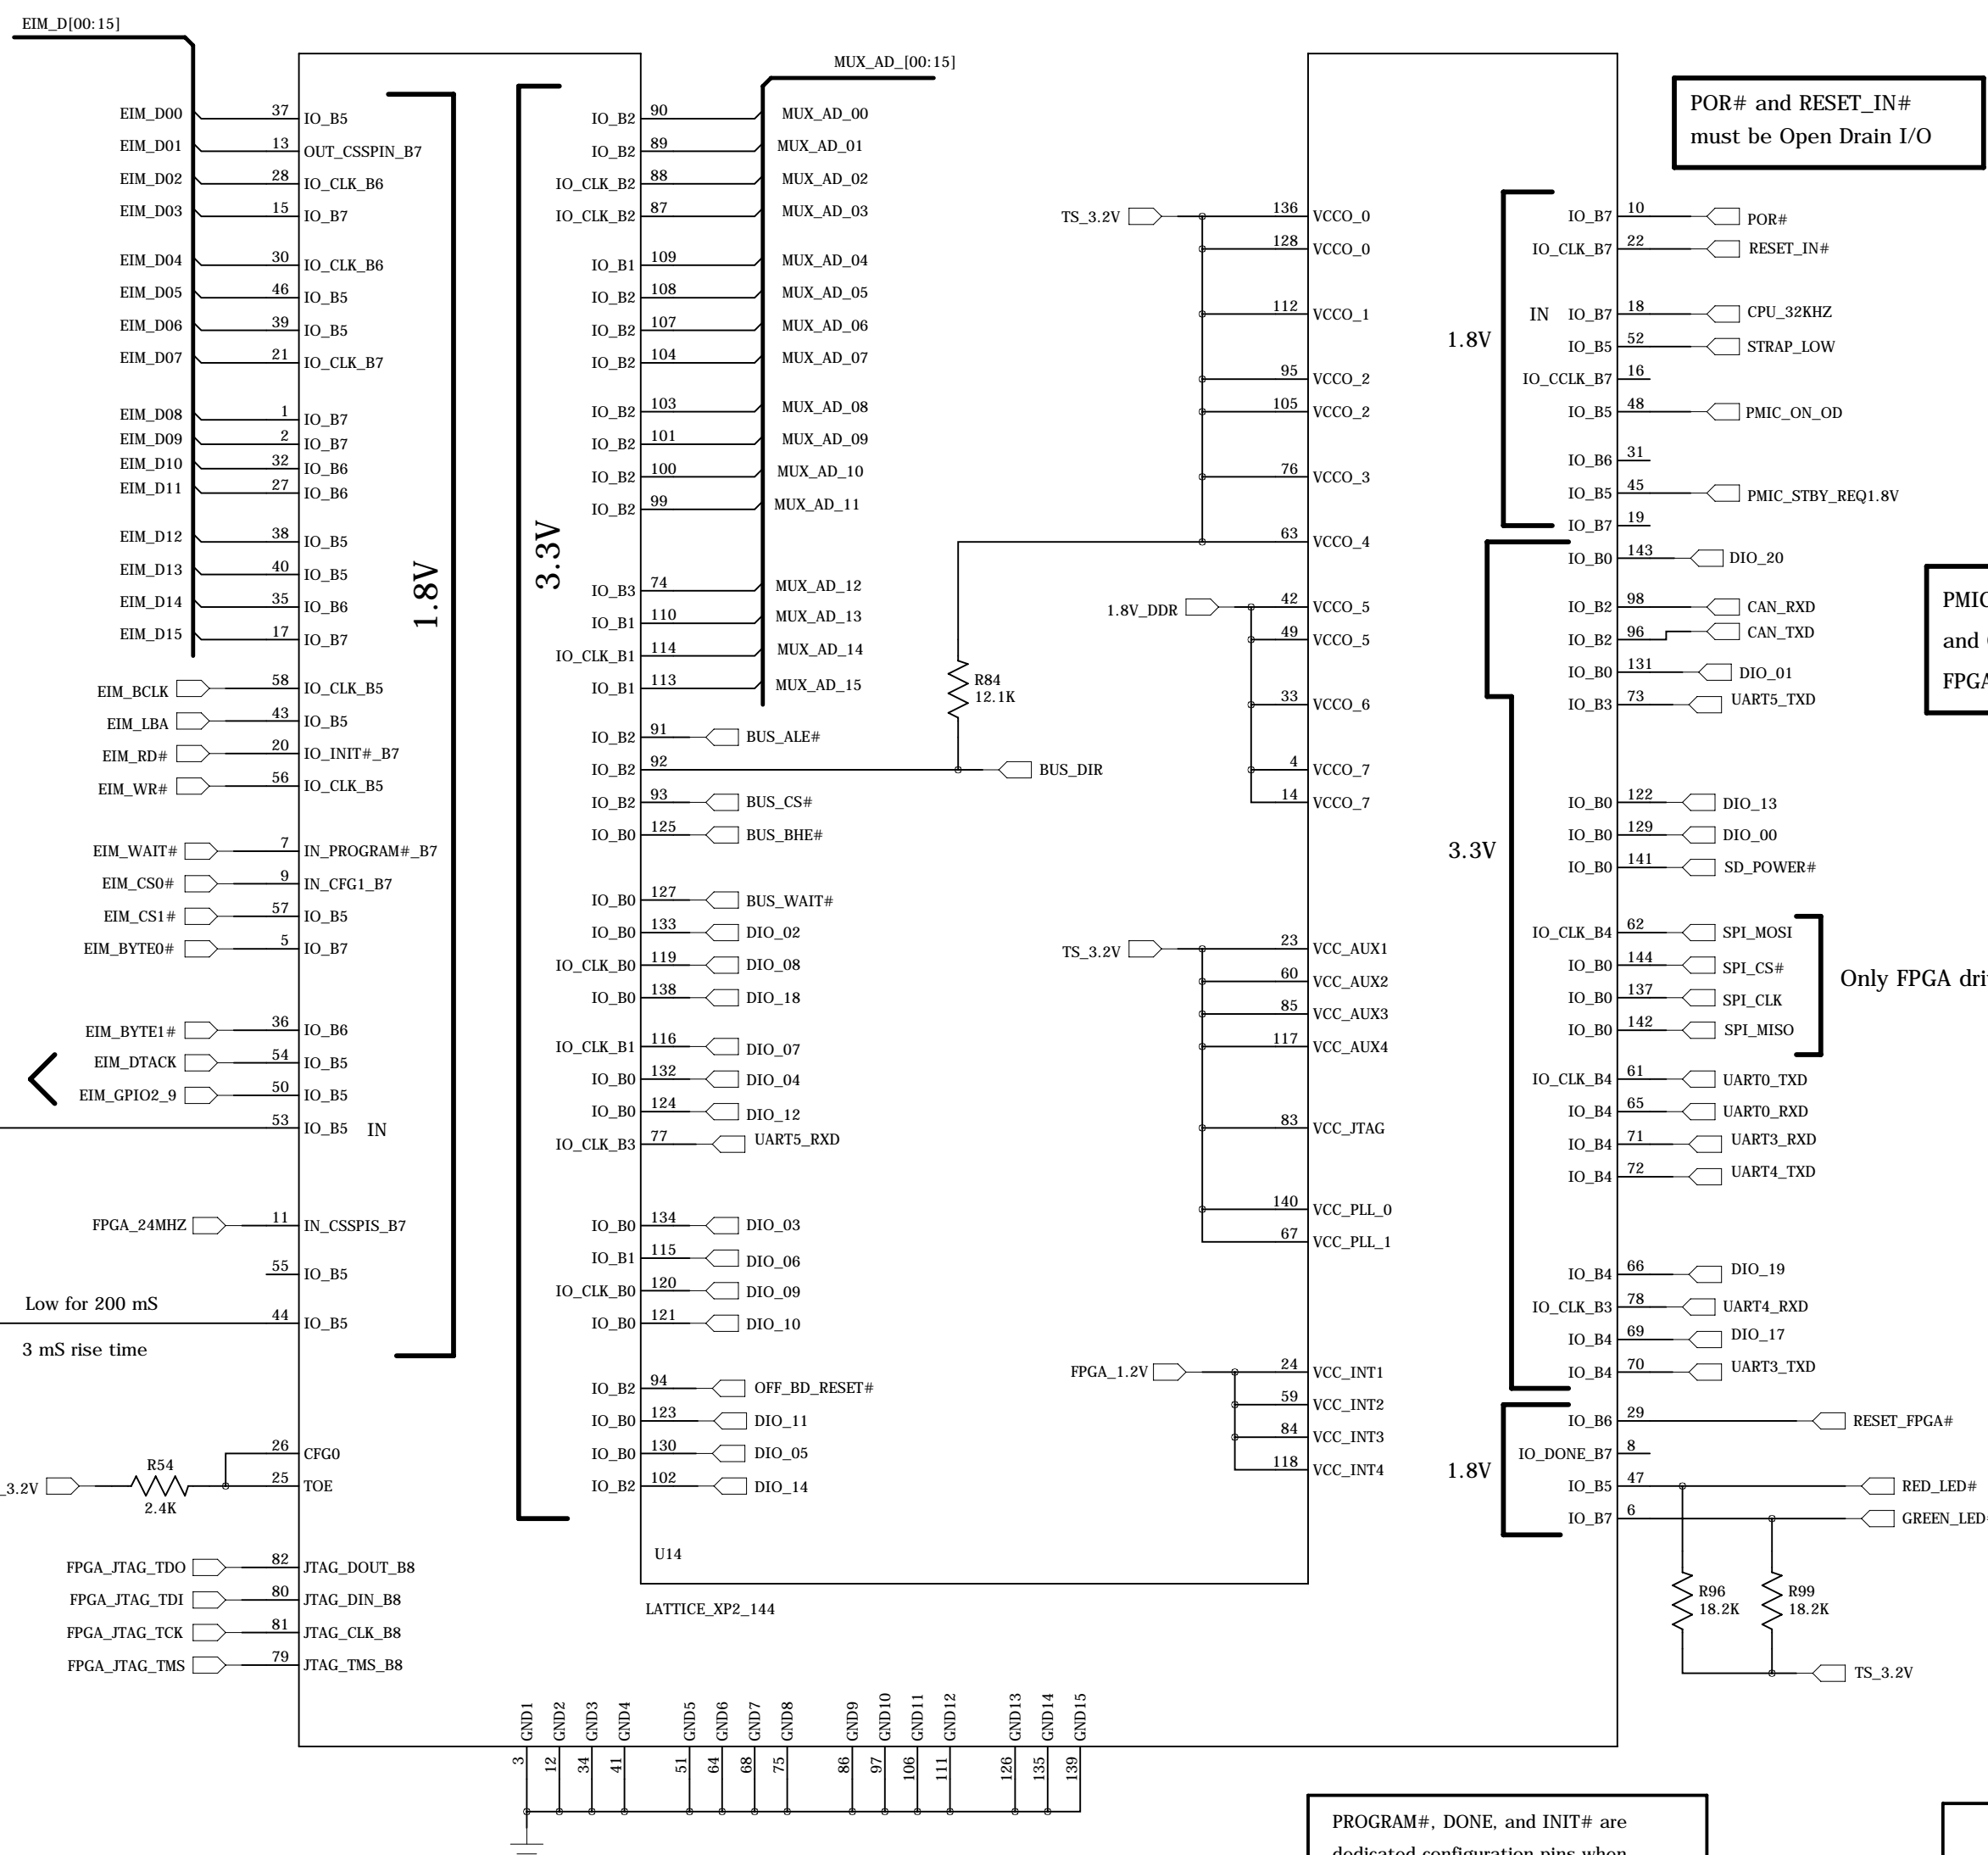 EIM_D[00:15]
EIM_D00 37 IO_B5
EIM_D01 13 OUT_CSSPIN_B7
EIM_D02 28 IO_CLK_B6
EIM_D03 15 IO_B7
EIM_D04 30 IO_CLK_B6
EIM_D05 46 IO_B5
EIM_D06 39 IO_B5
EIM_D07 21 IO_CLK_B7
EIM_D08 1 IO_B7
EIM_D09 2 IO_B7
EIM_D10 32 IO_B6
EIM_D11 27 IO_B6
EIM_D12 38 IO_B5
EIM_D13 40 IO_B5
EIM_D14 35 IO_B6
EIM_D15 17 IO_B7
EIM_BCLK 58 IO_CLK_B5
EIM_LBA 43 IO_B5
EIM_RD# 20 IO_INIT#_B7
EIM_WR# 56 IO_CLK_B5
EIM_WAIT# 7 IN_PROGRAM#_B7
EIM_CS0# 9 IN_CFG1_B7
EIM_CS1# 57 IO_B5
EIM_BYTE0# 5 IO_B7
EIM_BYTE1# 36 IO_B6
EIM_DTACK 54 IO_B5
EIM_GPIO2_9 50 IO_B5
53 IO_B5 IN
FPGA_24MHZ 11 IN_CSSPIS_B7
55 IO_B5
Low for 200 mS
44 IO_B5
3 mS rise time
26 CFG0
_3.2V R54 2.4K 25 TOE
FPGA_JTAG_TDO 82 JTAG_DOUT_B8
FPGA_JTAG_TDI 80 JTAG_DIN_B8
FPGA_JTAG_TCK 81 JTAG_CLK_B8
FPGA_JTAG_TMS 79 JTAG_TMS_B8
1.8V
3.3V
MUX_AD_[00:15]
IO_B2 90 MUX_AD_00
IO_B2 89 MUX_AD_01
IO_CLK_B2 88 MUX_AD_02
IO_CLK_B2 87 MUX_AD_03
IO_B1 109 MUX_AD_04
IO_B2 108 MUX_AD_05
IO_B2 107 MUX_AD_06
IO_B2 104 MUX_AD_07
IO_B2 103 MUX_AD_08
IO_B2 101 MUX_AD_09
IO_B2 100 MUX_AD_10
IO_B2 99 MUX_AD_11
IO_B3 74 MUX_AD_12
IO_B1 110 MUX_AD_13
IO_CLK_B1 114 MUX_AD_14
IO_B1 113 MUX_AD_15
IO_B2 91 BUS_ALE#
IO_B2 92 BUS_DIR
IO_B2 93 BUS_CS#
IO_B0 125 BUS_BHE#
IO_B0 127 BUS_WAIT#
IO_B0 133 DIO_02
IO_CLK_B0 119 DIO_08
IO_B0 138 DIO_18
IO_CLK_B1 116 DIO_07
IO_B0 132 DIO_04
IO_B0 124 DIO_12
IO_CLK_B3 77 UART5_RXD
IO_B0 134 DIO_03
IO_B1 115 DIO_06
IO_CLK_B0 120 DIO_09
IO_B0 121 DIO_10
IO_B2 94 OFF_BD_RESET#
IO_B0 123 DIO_11
IO_B0 130 DIO_05
IO_B2 102 DIO_14
U14
LATTICE_XP2_144
R84
12.1K
TS_3.2V 136 VCCO_0
128 VCCO_0
112 VCCO_1
95 VCCO_2
105 VCCO_2
76 VCCO_3
63 VCCO_4
1.8V_DDR 42 VCCO_5
49 VCCO_5
33 VCCO_6
4 VCCO_7
14 VCCO_7
TS_3.2V 23 VCC_AUX1
60 VCC_AUX2
85 VCC_AUX3
117 VCC_AUX4
83 VCC_JTAG
140 VCC_PLL_0
67 VCC_PLL_1
FPGA_1.2V 24 VCC_INT1
59 VCC_INT2
84 VCC_INT3
118 VCC_INT4
POR# and RESET_IN#
must be Open Drain I/O
1.8V
IO_B7 10 POR#
IO_CLK_B7 22 RESET_IN#
IN IO_B7 18 CPU_32KHZ
IO_B5 52 STRAP_LOW
IO_CCLK_B7 16
IO_B5 48 PMIC_ON_OD
IO_B6 31
IO_B5 45 PMIC_STBY_REQ1.8V
IO_B7 19
3.3V
IO_B0 143 DIO_20
IO_B2 98 CAN_RXD
IO_B2 96 CAN_TXD
IO_B0 131 DIO_01
IO_B3 73 UART5_TXD
IO_B0 122 DIO_13
IO_B0 129 DIO_00
IO_B0 141 SD_POWER#
IO_CLK_B4 62 SPI_MOSI
IO_B0 144 SPI_CS#
IO_B0 137 SPI_CLK
IO_B0 142 SPI_MISO
Only FPGA dri
IO_CLK_B4 61 UART0_TXD
IO_B4 65 UART0_RXD
IO_B4 71 UART3_RXD
IO_B4 72 UART4_TXD
IO_B4 66 DIO_19
IO_CLK_B3 78 UART4_RXD
IO_B4 69 DIO_17
IO_B4 70 UART3_TXD
1.8V
IO_B6 29 RESET_FPGA#
IO_DONE_B7 8
IO_B5 47 RED_LED#
IO_B7 6 GREEN_LED
R96
18.2K
R99
18.2K
TS_3.2V
PMIC
and
FPGA
GND1 3
GND2 12
GND3 34
GND4 41
GND5 51
GND6 64
GND7 68
GND8 75
GND9 86
GND10 97
GND11 106
GND12 111
GND13 126
GND14 135
GND15 139
PROGRAM#, DONE, and INIT# are
dedicated configuration pins when